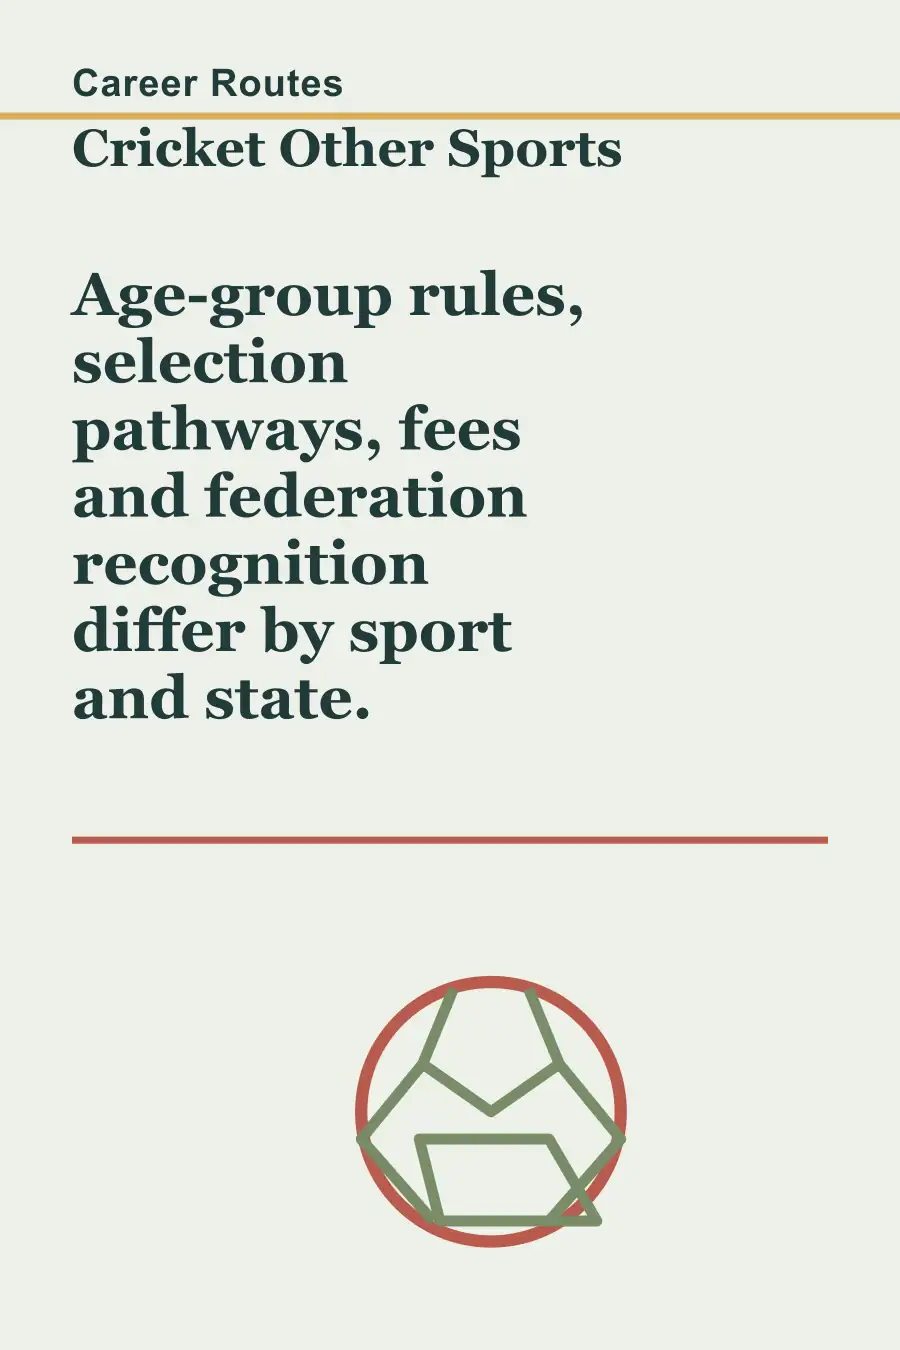 Career Routes
Cricket Other Sports
Age-group rules,
selection
pathways, fees
and federation
recognition
differ by sport
and state.